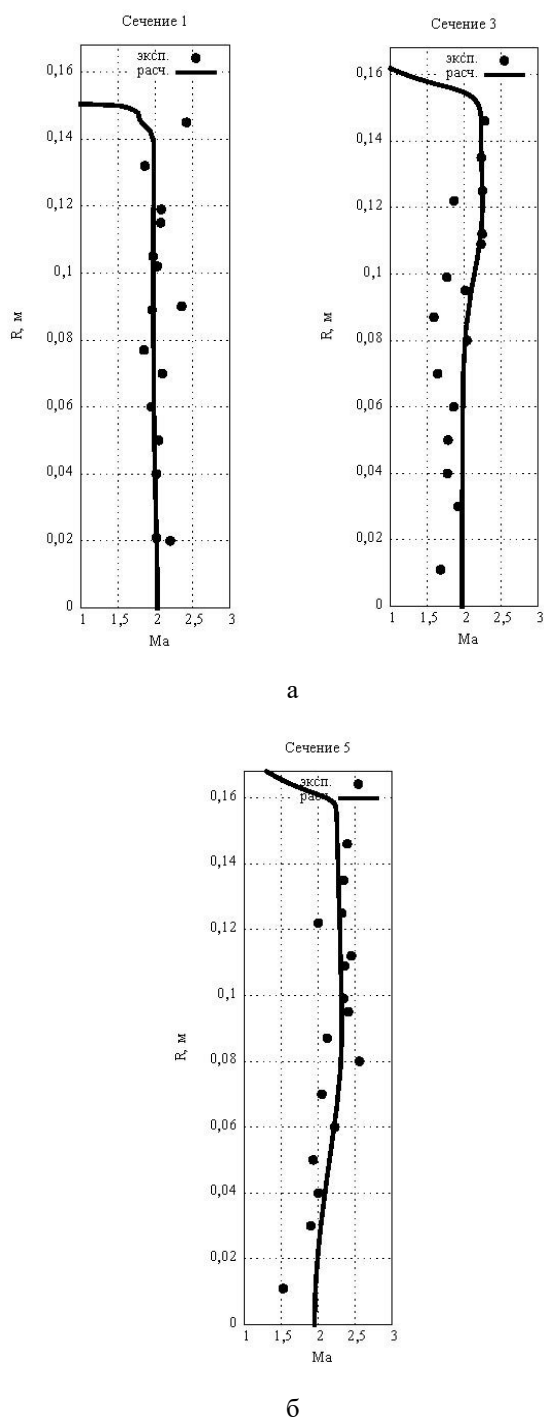 Сечение 1
эксп.
расч.
0,16
0,14
0,12
0,1
0,08
0,06
0,04
0,02
0
R, м
1 1,5 2 2,5 3
Ma
Сечение 3
эксп.
расч.
0,16
0,14
0,12
0,1
0,08
0,06
0,04
0,02
0
R, м
1 1,5 2 2,5 3
Ma
а
Сечение 5
эксп.
расч.
0,16
0,14
0,12
0,1
0,08
0,06
0,04
0,02
0
R, м
1 1,5 2 2,5 3
Ma
б